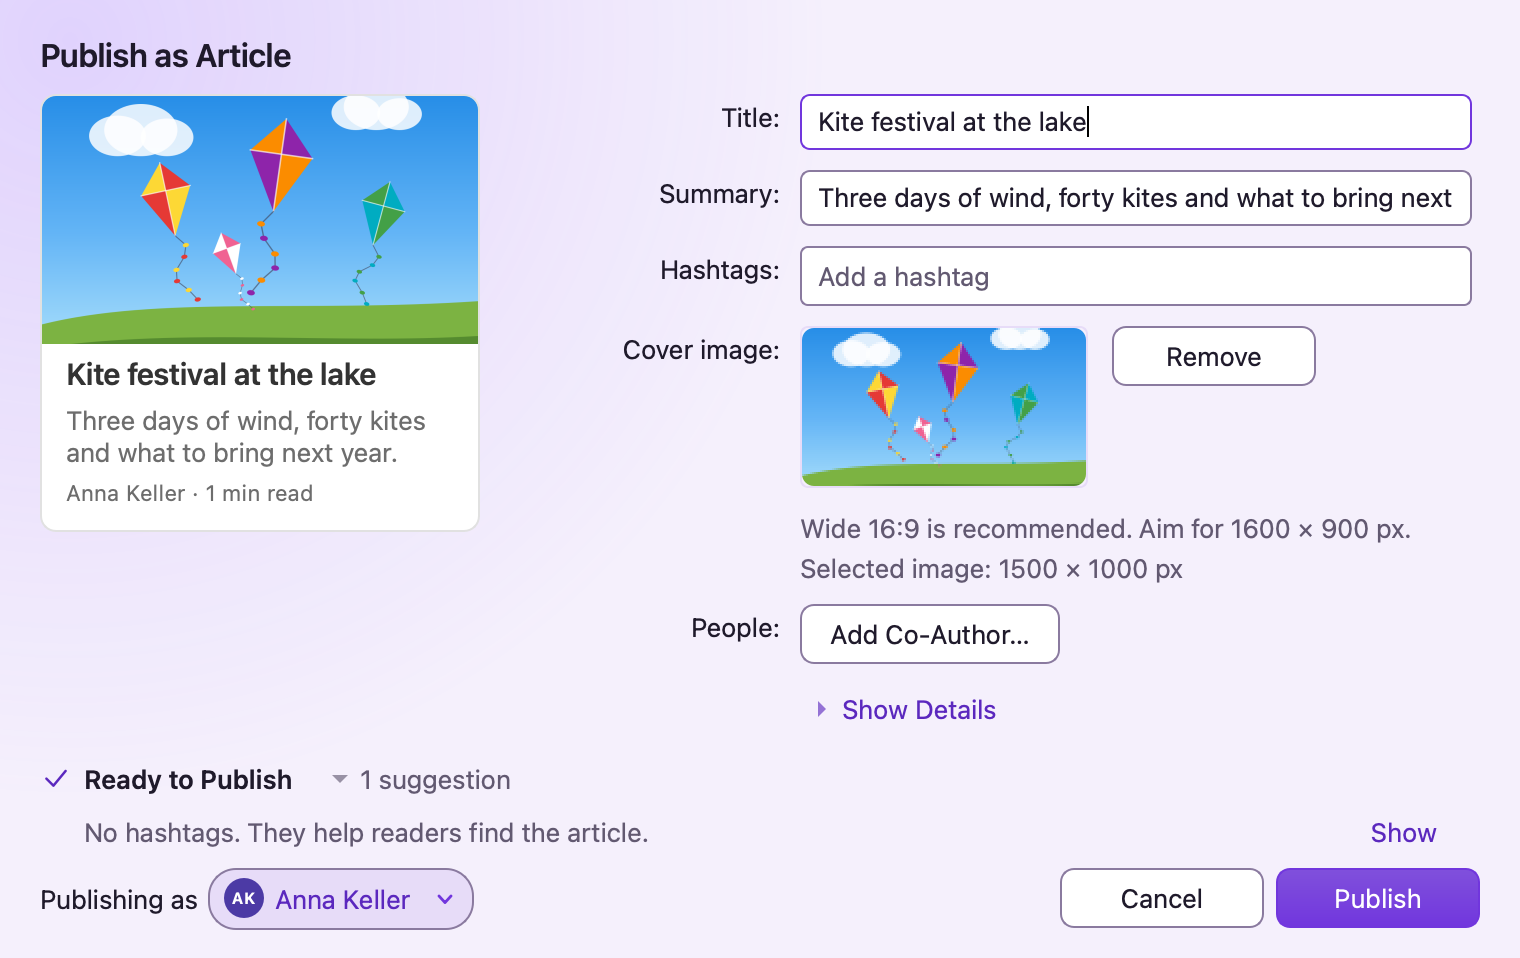 Publish as Article
Kite festival at the lake
Three days of wind, forty kites
and what to bring next year.
Anna Keller · 1 min read
Title:
Kite festival at the lake
Summary:
Three days of wind, forty kites and what to bring next
Hashtags:
Add a hashtag
Cover image:
Remove
Wide 16:9 is recommended. Aim for 1600 × 900 px.
Selected image: 1500 × 1000 px
People:
Add Co-Author...
Show Details
Ready to Publish
1 suggestion
No hashtags. They help readers find the article.
Show
Publishing as
AK
Anna Keller
Cancel
Publish